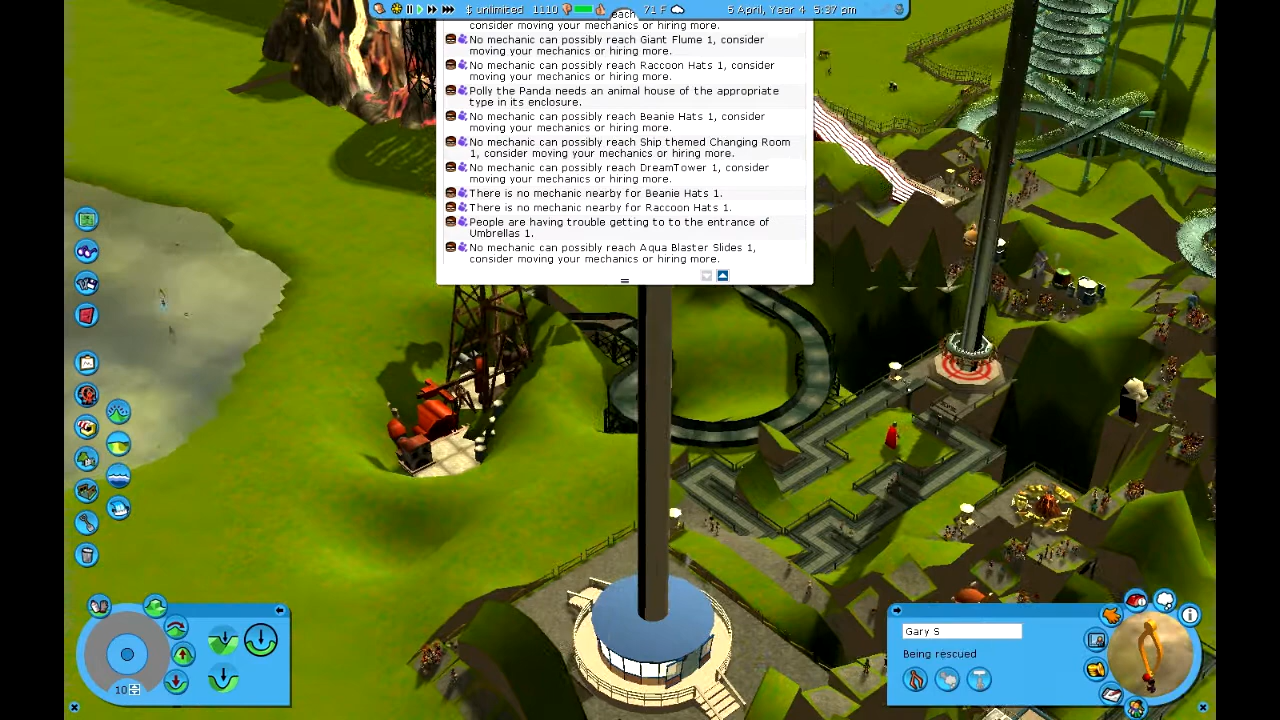 $ unlimited 1110 71 F 5 April, Year 4 5:37 pm
each
consider moving your mechanics or hiring more.
No mechanic can possibly reach Giant Flume 1, consider
moving your mechanics or hiring more.
No mechanic can possibly reach Raccoon Hats 1, consider
moving your mechanics or hiring more.
Polly the Panda needs an animal house of the appropriate
type in its enclosure.
No mechanic can possibly reach Beanie Hats 1, consider
moving your mechanics or hiring more.
No mechanic can possibly reach Ship themed Changing Room
1, consider moving your mechanics or hiring more.
No mechanic can possibly reach DreamTower 1, consider
moving your mechanics or hiring more.
There is no mechanic nearby for Beanie Hats 1.
There is no mechanic nearby for Raccoon Hats 1.
People are having trouble getting to to the entrance of
Umbrellas 1.
No mechanic can possibly reach Aqua Blaster Slides 1,
consider moving your mechanics or hiring more.
10
Gary S
Being rescued